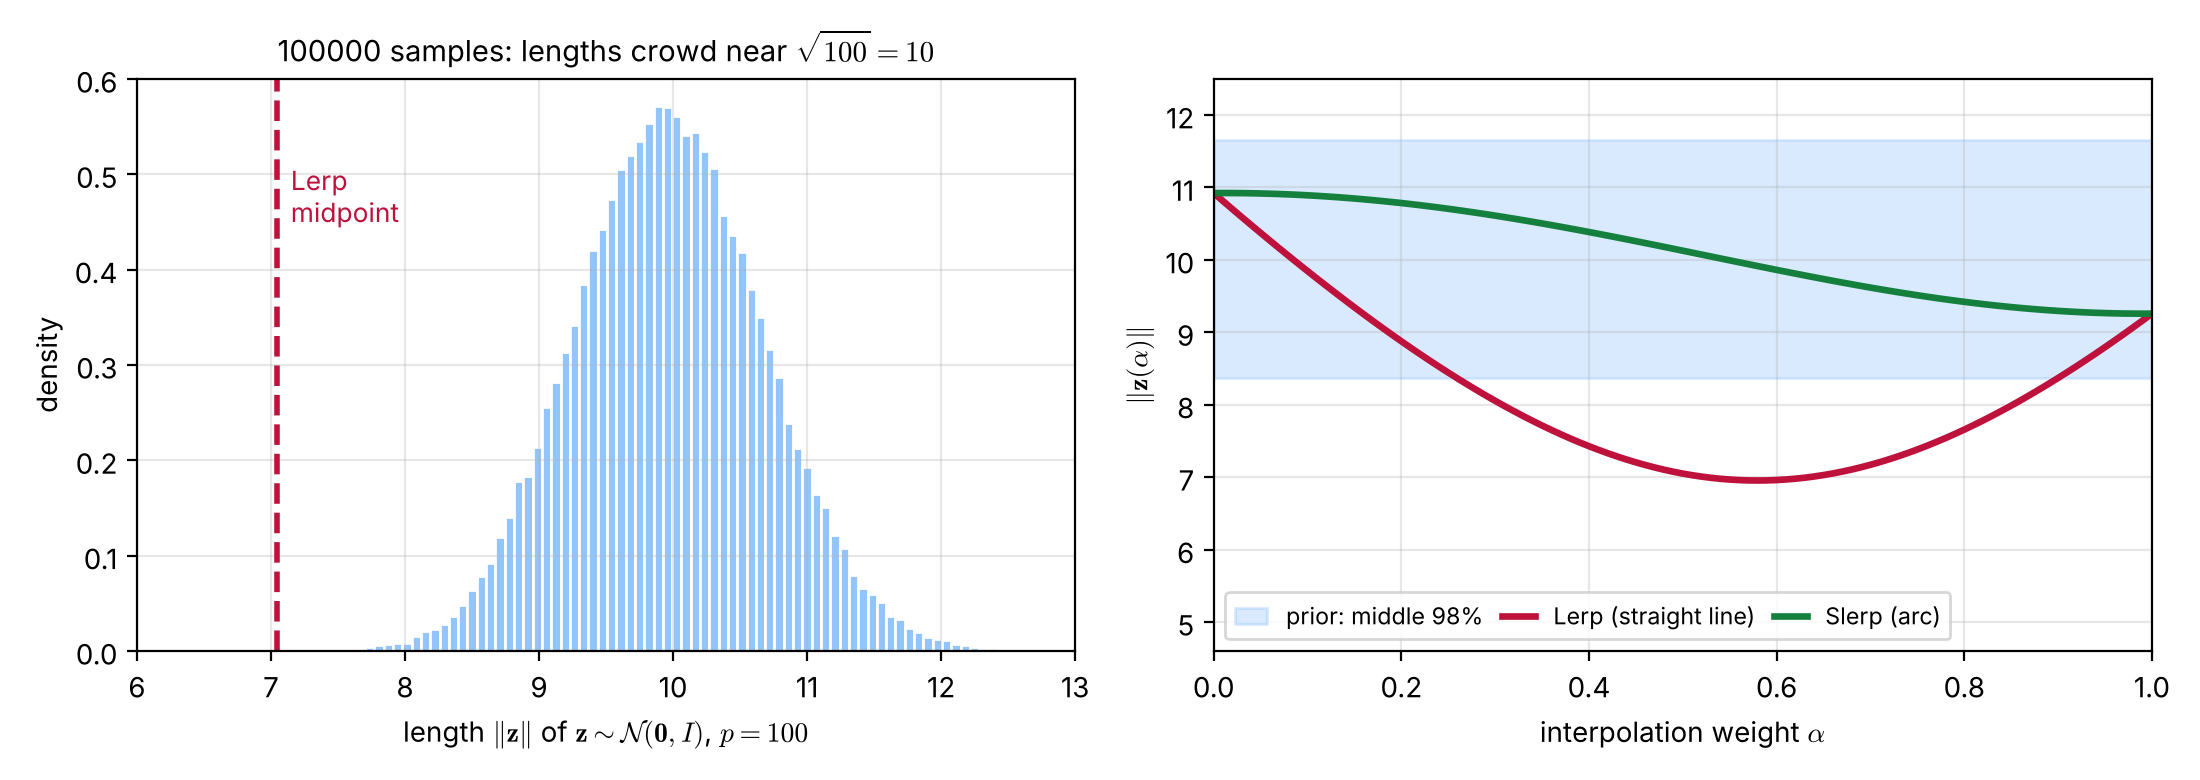 100000 samples: lengths crowd near √100 = 10
0.6
0.5
0.4
0.3
0.2
0.1
0.0
density
Lerp
midpoint
6 7 8 9 10 11 12 13
length ‖z‖ of z ∼ 𝒩(0, I), p = 100
12
11
10
9
8
7
6
5
‖z(α)‖
prior: middle 98% Lerp (straight line) Slerp (arc)
0.0 0.2 0.4 0.6 0.8 1.0
interpolation weight α